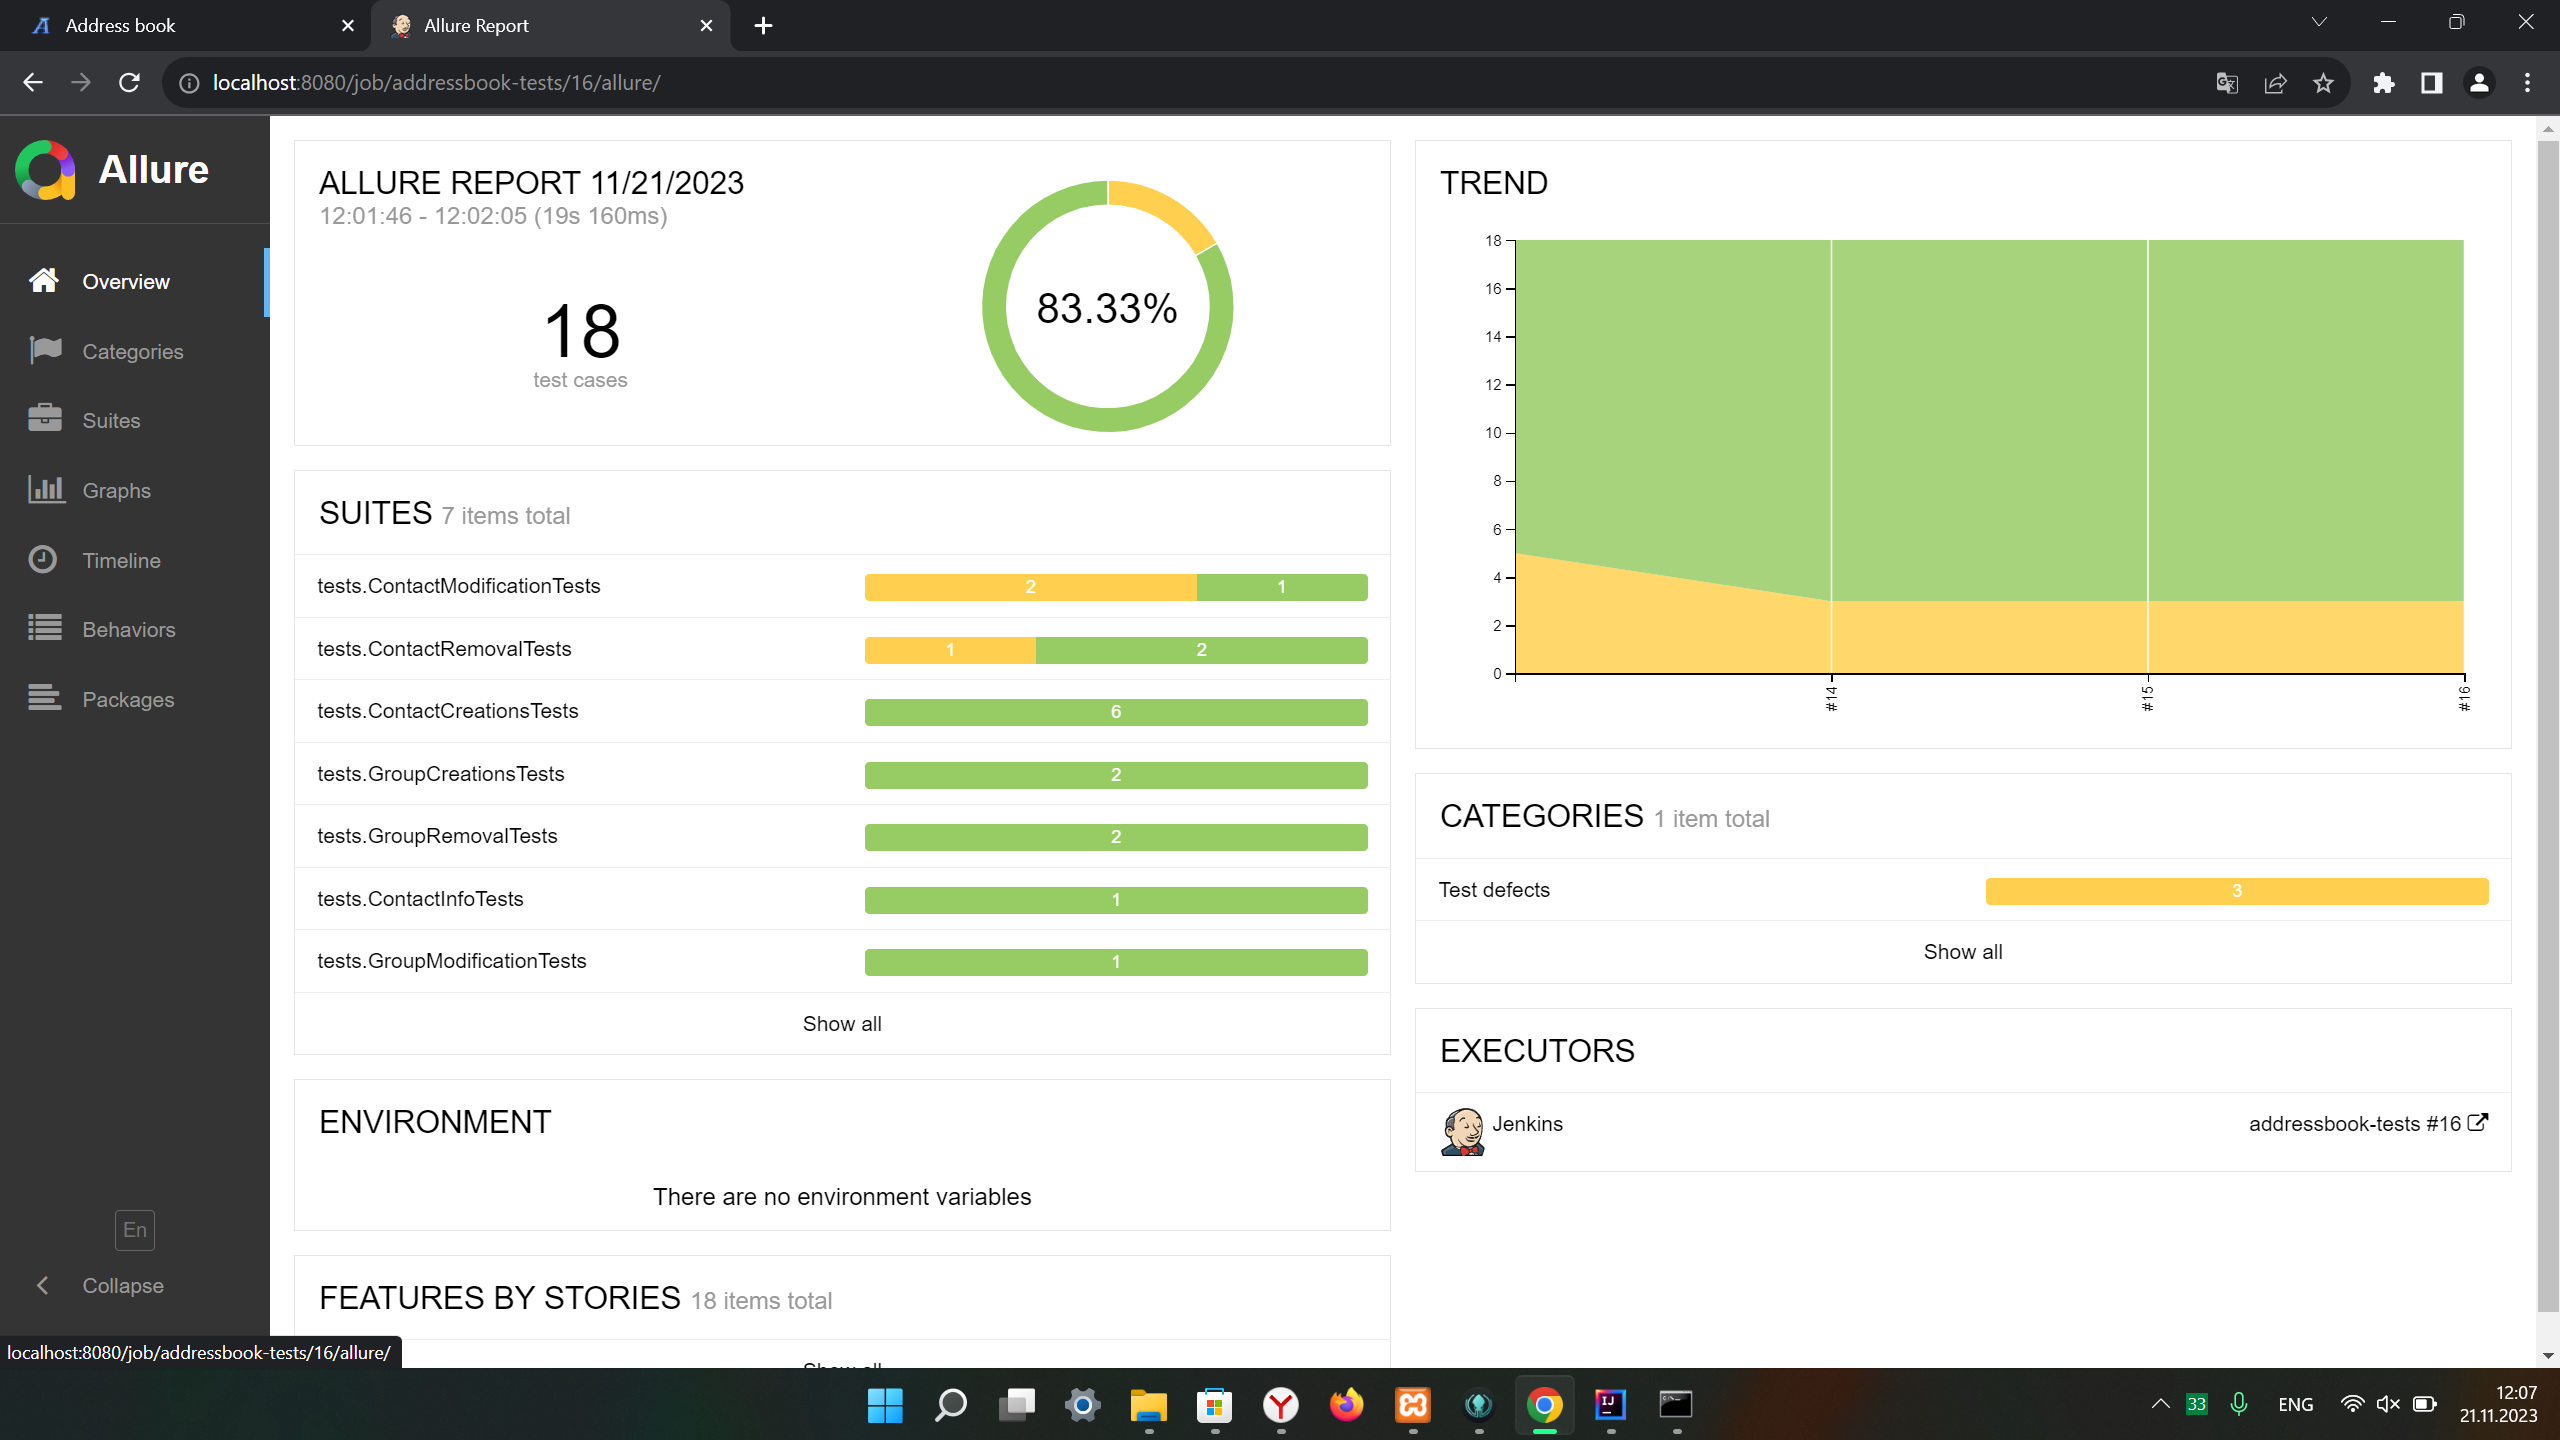 Address book
Allure Report
localhost:8080/job/addressbook-tests/16/allure/
Allure
Overview
Categories
Suites
Graphs
Timeline
Behaviors
Packages
En
Collapse
localhost:8080/job/addressbook-tests/16/allure/
ALLURE REPORT 11/21/2023
12:01:46 - 12:02:05 (19s 160ms)
18
test cases
83.33%
SUITES 7 items total
tests.ContactModificationTests 2 1
tests.ContactRemovalTests 1 2
tests.ContactCreationsTests 6
tests.GroupCreationsTests 2
tests.GroupRemovalTests 2
tests.ContactInfoTests 1
tests.GroupModificationTests 1
Show all
ENVIRONMENT
There are no environment variables
FEATURES BY STORIES 18 items total
Show all
TREND
18
16
14
12
10
8
6
4
2
0
#14
#15
#16
CATEGORIES 1 item total
Test defects 3
Show all
EXECUTORS
Jenkins addressbook-tests #16
33
ENG
12:07
21.11.2023